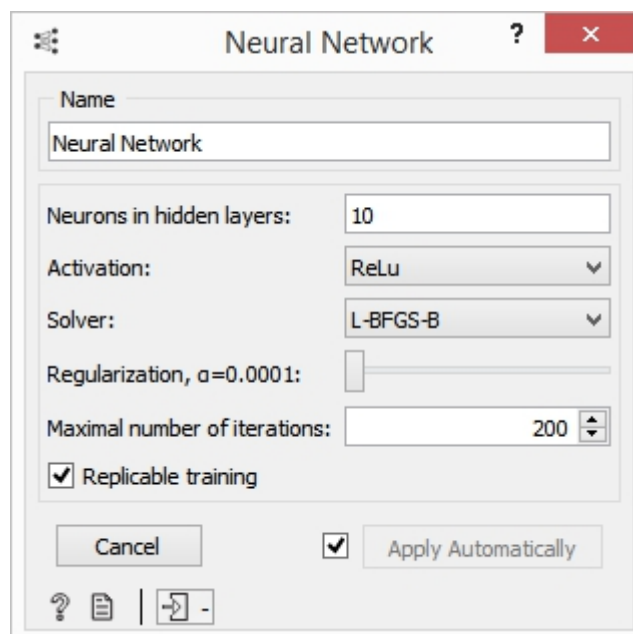 Neural Network ? ×
Name
Neural Network
Neurons in hidden layers: 10
Activation: ReLu
Solver: L-BFGS-B
Regularization, α=0.0001:
Maximal number of iterations: 200
Replicable training
Cancel Apply Automatically
? -